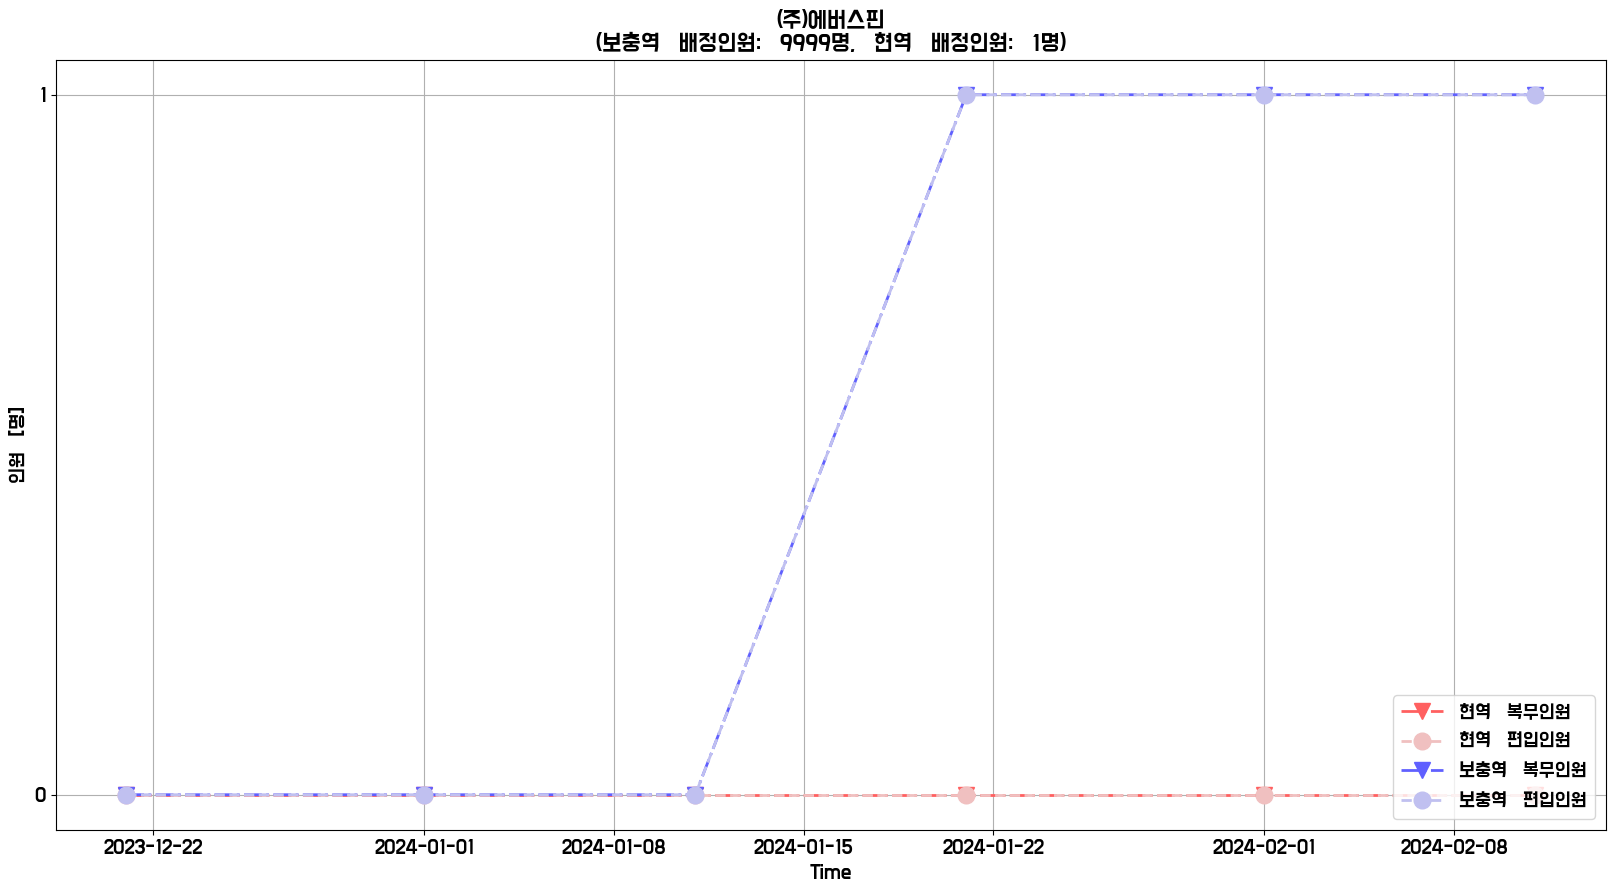 (주)에버스핀
(보충역 배정인원: 9999명, 현역 배정인원: 1명)
인원 [명]
1
0
2023-12-22
2024-01-01
2024-01-08
2024-01-15
2024-01-22
2024-02-01
2024-02-08
Time
현역 복무인원
현역 편입인원
보충역 복무인원
보충역 편입인원